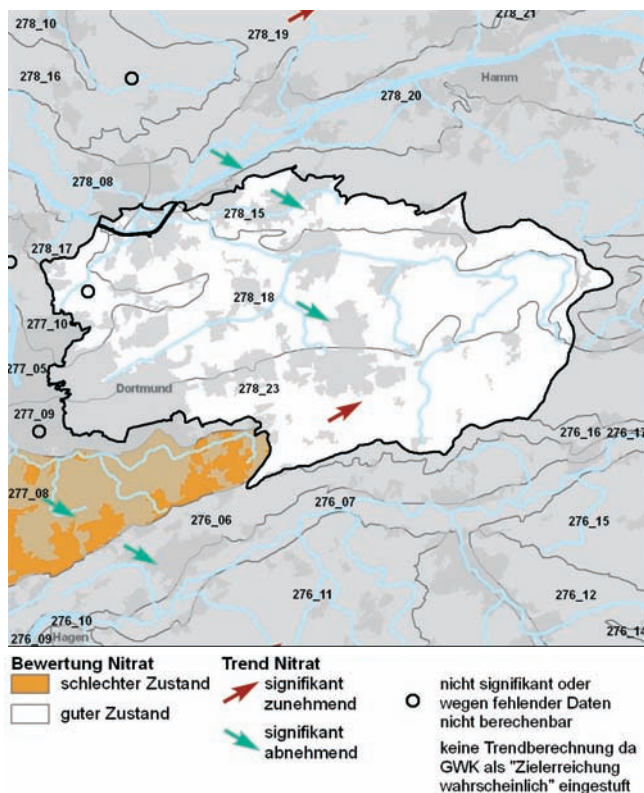 278_10
278_19
278_21
278_16
Hamm
278_20
278_08
278_15
278_17
278_18
277_10
277_05
Dortmund
278_23
277_09
276_16
276_17
277_08
276_07
276_06
276_15
276_11
276_12
276_10
276_09
Hagen
276_14
Bewertung Nitrat
schlechter Zustand
guter Zustand
Trend Nitrat
signifikant
zunehmend
signifikant
abnehmend
nicht signifikant oder
wegen fehlender Daten
nicht berechenbar
keine Trendberechnung da
GWK als "Zielerreichung
wahrscheinlich" eingestuft